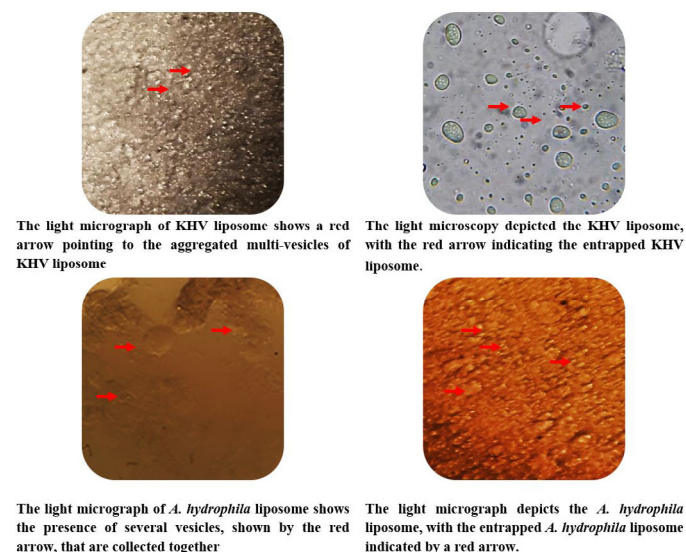 The light micrograph of KHV liposome shows a red
arrow pointing to the aggregated multi-vesicles of
KHV liposome
The light microscopy depicted the KHV liposome,
with the red arrow indicating the entrapped KHV
liposome.
The light micrograph of A. hydrophila liposome shows
the presence of several vesicles, shown by the red
arrow, that are collected together
The light micrograph depicts the A. hydrophila
liposome, with the entrapped A. hydrophila liposome
indicated by a red arrow.